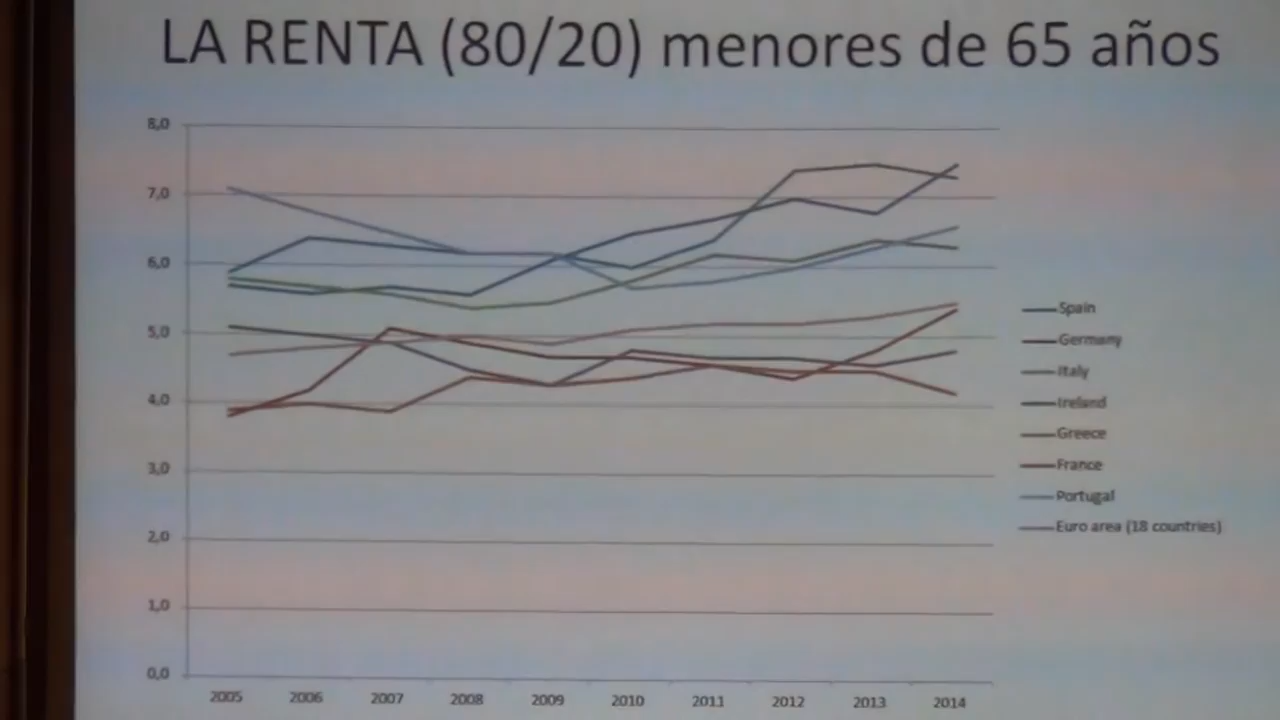 LA RENTA (80/20) menores de 65 años
8,0
7,0
6,0
5,0
4,0
3,0
2,0
1,0
0,0
2005 2006 2007 2008 2009 2010 2011 2012 2013 2014
Spain
Germany
Italy
Ireland
Greece
France
Portugal
Euro area (18 countries)